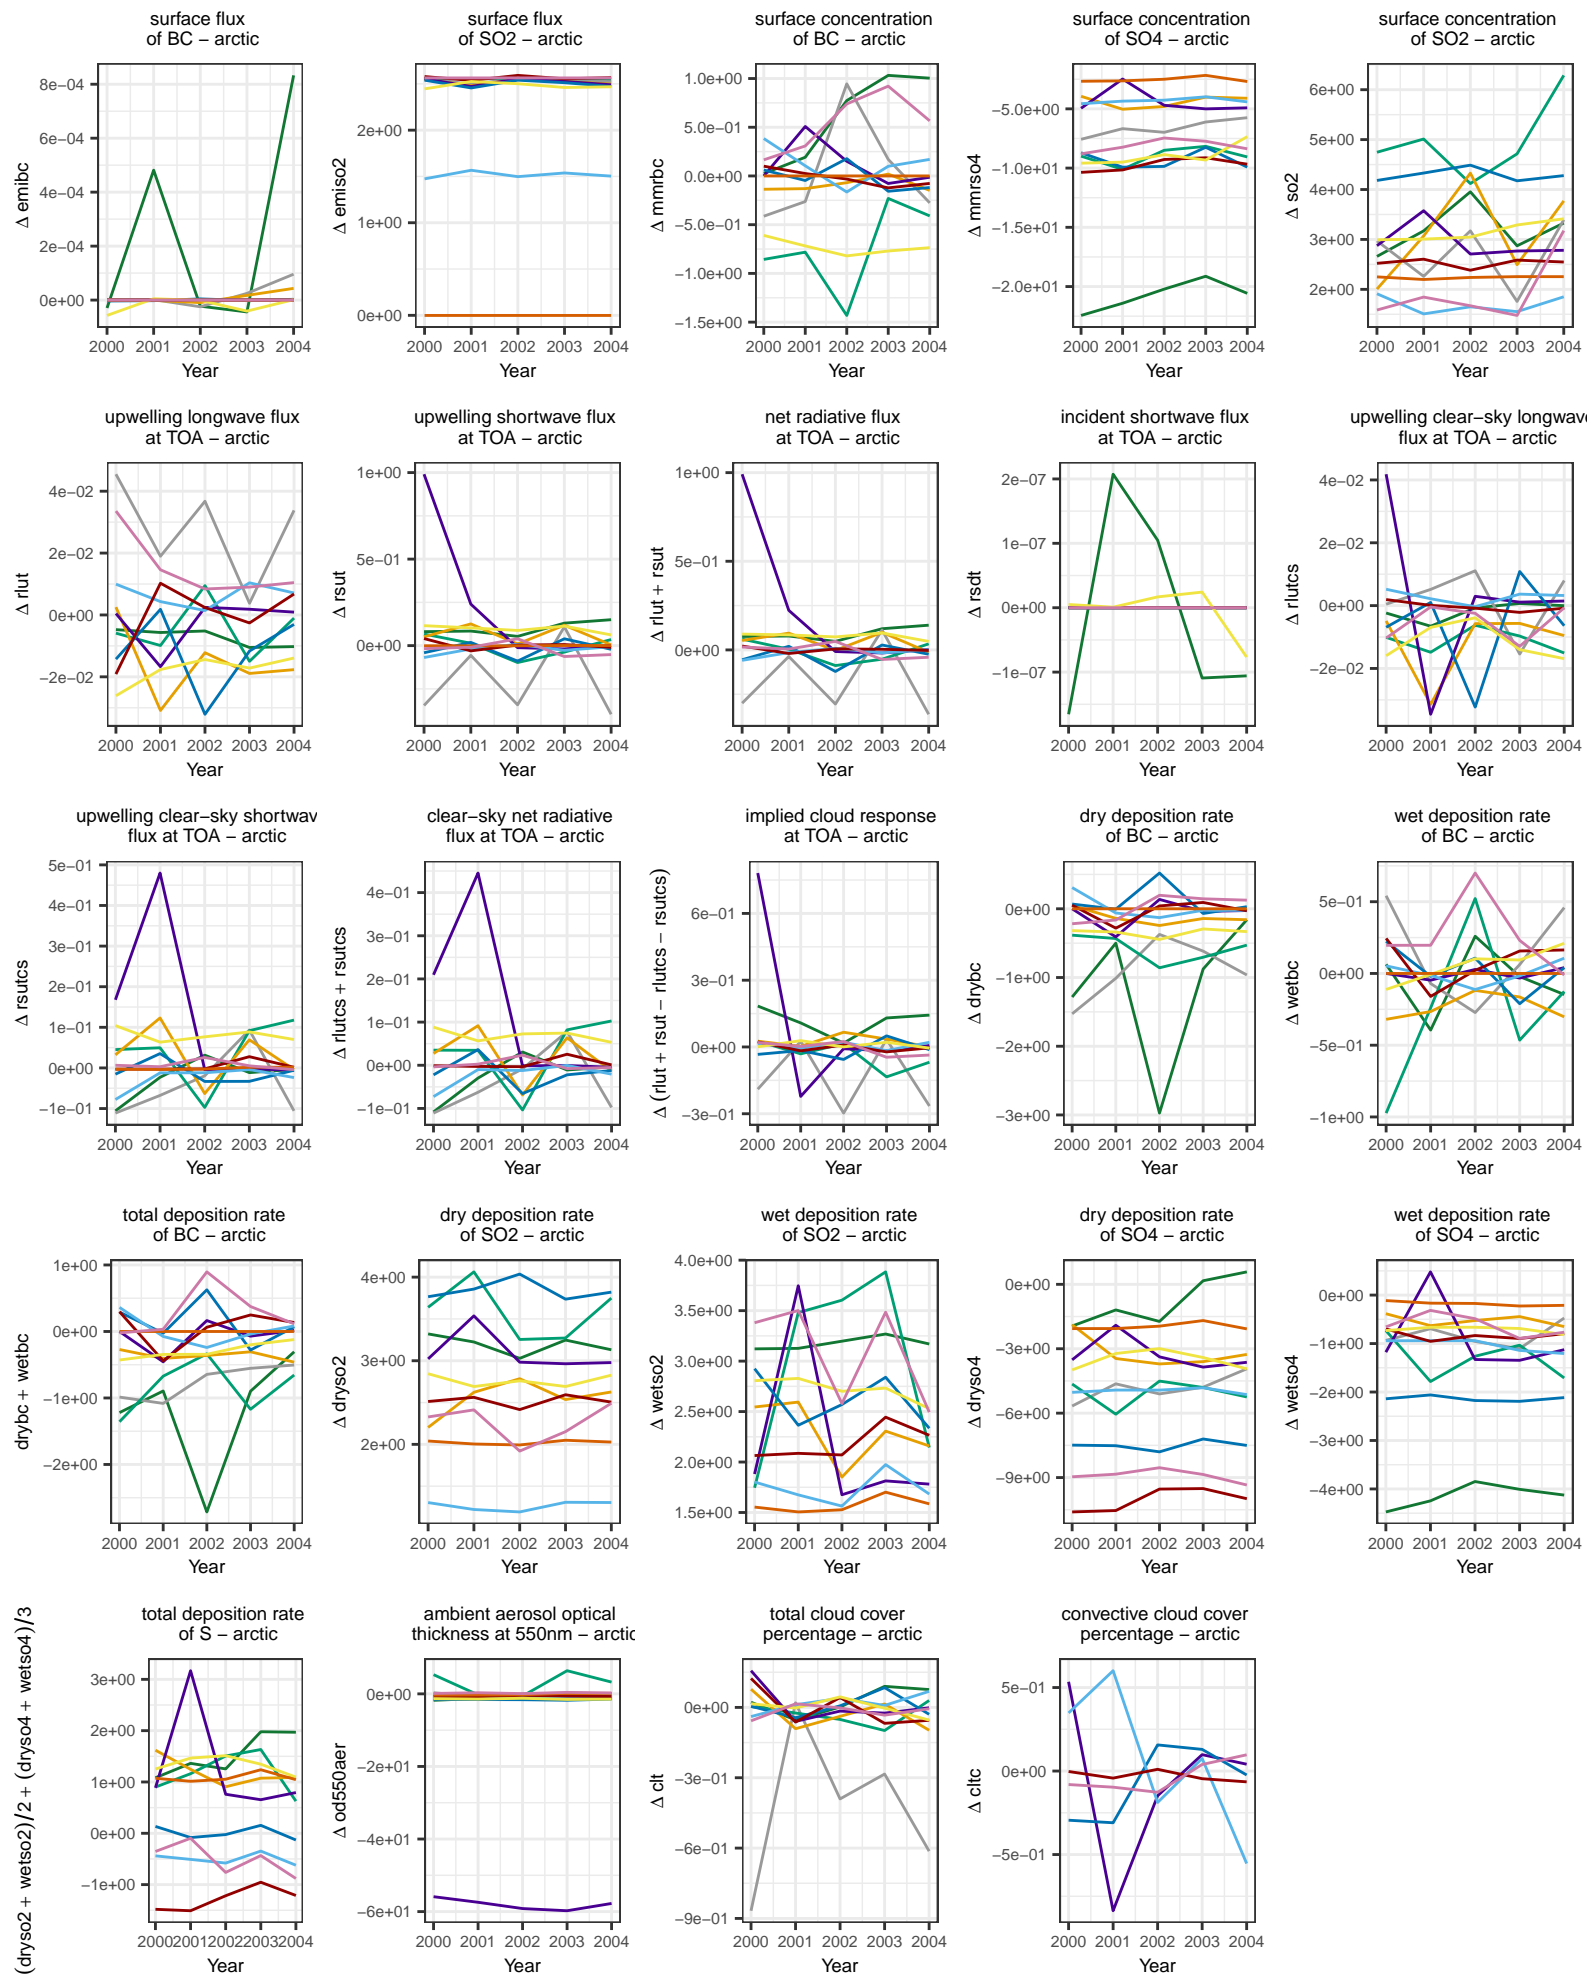 surface flux
of BC − arctic
surface flux
of SO2 − arctic
surface concentration
of BC − arctic
surface concentration
of SO4 − arctic
surface concentration
of SO2 − arctic
Δ emibc
8e−04
6e−04
4e−04
2e−04
0e+00
2000 2001 2002 2003 2004
Year
Δ emiso2
2e+00
1e+00
0e+00
2000 2001 2002 2003 2004
Year
Δ mmrbc
1.0e+00
5.0e−01
0.0e+00
−5.0e−01
−1.0e+00
−1.5e+00
2000 2001 2002 2003 2004
Year
Δ mmrso4
−5.0e+00
−1.0e+01
−1.5e+01
−2.0e+01
2000 2001 2002 2003 2004
Year
Δ so2
6e+00
5e+00
4e+00
3e+00
2e+00
2000 2001 2002 2003 2004
Year
upwelling longwave flux
at TOA − arctic
upwelling shortwave flux
at TOA − arctic
net radiative flux
at TOA − arctic
incident shortwave flux
at TOA − arctic
upwelling clear−sky longwave
flux at TOA − arctic
Δ rlut
4e−02
2e−02
0e+00
−2e−02
2000 2001 2002 2003 2004
Year
Δ rsut
1e+00
5e−01
0e+00
2000 2001 2002 2003 2004
Year
Δ rlut + rsut
1e+00
5e−01
0e+00
2000 2001 2002 2003 2004
Year
Δ rsdt
2e−07
1e−07
0e+00
−1e−07
2000 2001 2002 2003 2004
Year
Δ rlutcs
4e−02
2e−02
0e+00
−2e−02
2000 2001 2002 2003 2004
Year
upwelling clear−sky shortwav
flux at TOA − arctic
clear−sky net radiative
flux at TOA − arctic
implied cloud response
at TOA − arctic
dry deposition rate
of BC − arctic
wet deposition rate
of BC − arctic
Δ rsutcs
5e−01
4e−01
3e−01
2e−01
1e−01
0e+00
−1e−01
2000 2001 2002 2003 2004
Year
Δ rlutcs + rsutcs
4e−01
3e−01
2e−01
1e−01
0e+00
−1e−01
2000 2001 2002 2003 2004
Year
Δ (rlut + rsut − rlutcs − rsutcs)
6e−01
3e−01
0e+00
−3e−01
2000 2001 2002 2003 2004
Year
Δ drybc
0e+00
−1e+00
−2e+00
−3e+00
2000 2001 2002 2003 2004
Year
Δ wetbc
5e−01
0e+00
−5e−01
−1e+00
2000 2001 2002 2003 2004
Year
total deposition rate
of BC − arctic
dry deposition rate
of SO2 − arctic
wet deposition rate
of SO2 − arctic
dry deposition rate
of SO4 − arctic
wet deposition rate
of SO4 − arctic
drybc + wetbc
1e+00
0e+00
−1e+00
−2e+00
2000 2001 2002 2003 2004
Year
Δ dryso2
4e+00
3e+00
2e+00
2000 2001 2002 2003 2004
Year
Δ wetso2
4.0e+00
3.5e+00
3.0e+00
2.5e+00
2.0e+00
1.5e+00
2000 2001 2002 2003 2004
Year
Δ dryso4
0e+00
−3e+00
−6e+00
−9e+00
2000 2001 2002 2003 2004
Year
Δ wetso4
0e+00
−1e+00
−2e+00
−3e+00
−4e+00
2000 2001 2002 2003 2004
Year
total deposition rate
of S − arctic
ambient aerosol optical
thickness at 550nm − arctic
total cloud cover
percentage − arctic
convective cloud cover
percentage − arctic
(dryso2 + wetso2)/2 + (dryso4 + wetso4)/3
3e+00
2e+00
1e+00
0e+00
−1e+00
2000 2001 2002 2003 2004
Year
Δ od550aer
0e+00
−2e+01
−4e+01
−6e+01
2000 2001 2002 2003 2004
Year
Δ clt
0e+00
−3e−01
−6e−01
−9e−01
2000 2001 2002 2003 2004
Year
Δ cltc
5e−01
0e+00
−5e−01
2000 2001 2002 2003 2004
Year